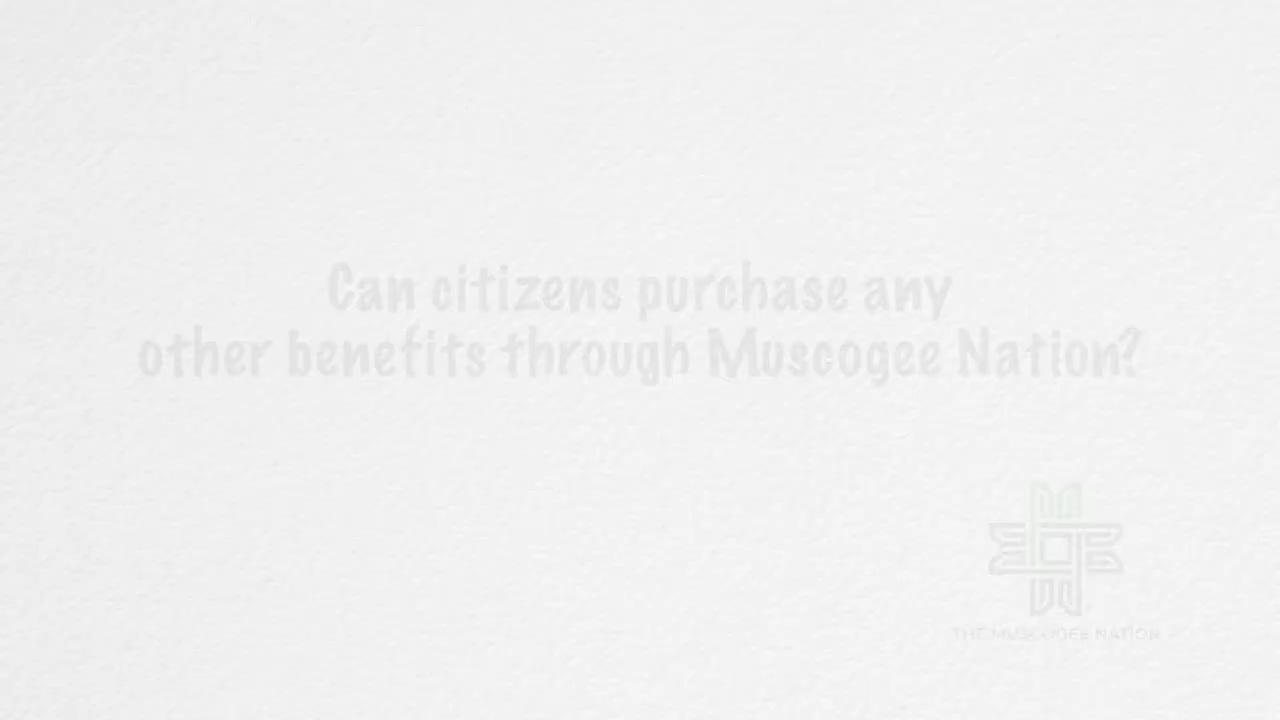 Can citizens purchase any
other benefits through Muscogee Nation?
THE MUSCOGEE NATION